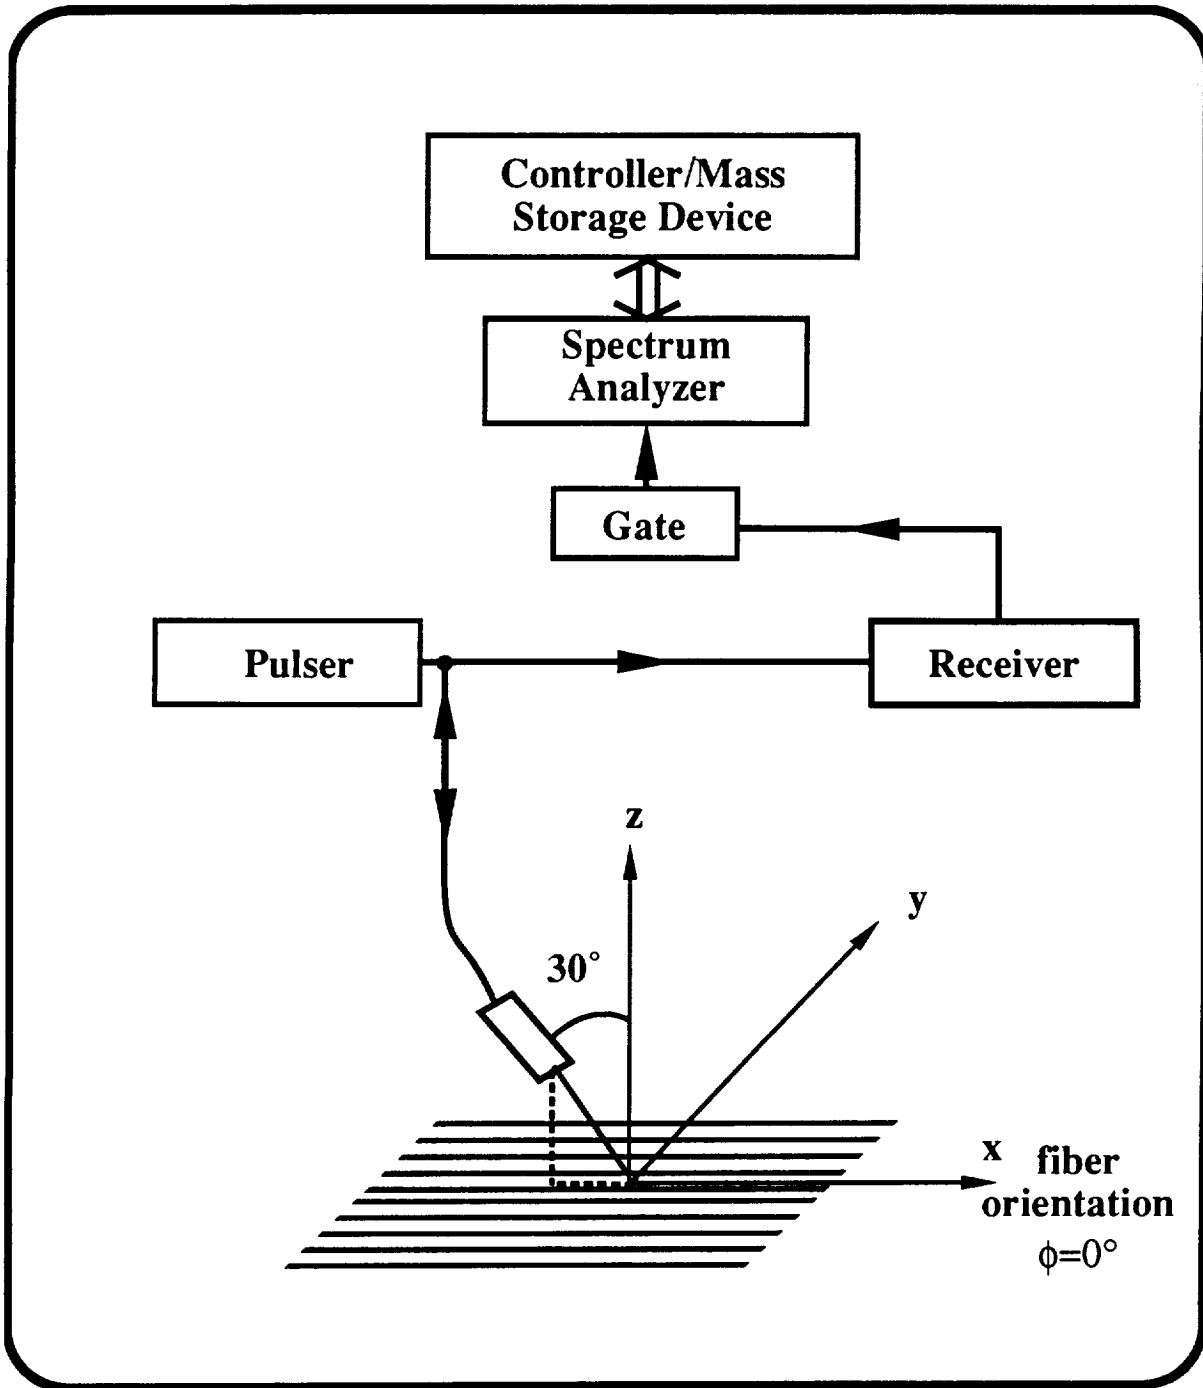 Controller/Mass
Storage Device
Spectrum
Analyzer
Gate
Pulser
Receiver
z
y
30°
x
fiber
orientation
ϕ=0°